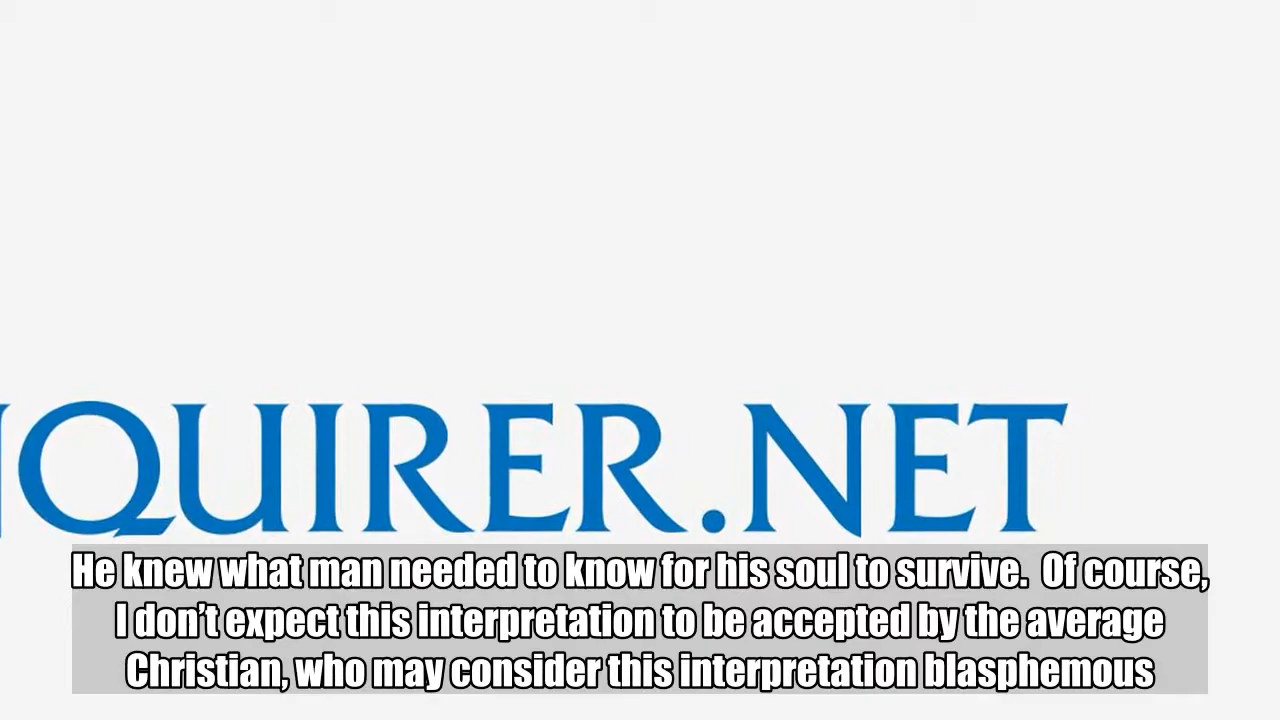 NQUIRER.NET
He knew what man needed to know for his soul to survive.  Of course,
I don’t expect this interpretation to be accepted by the average
Christian, who may consider this interpretation blasphemous